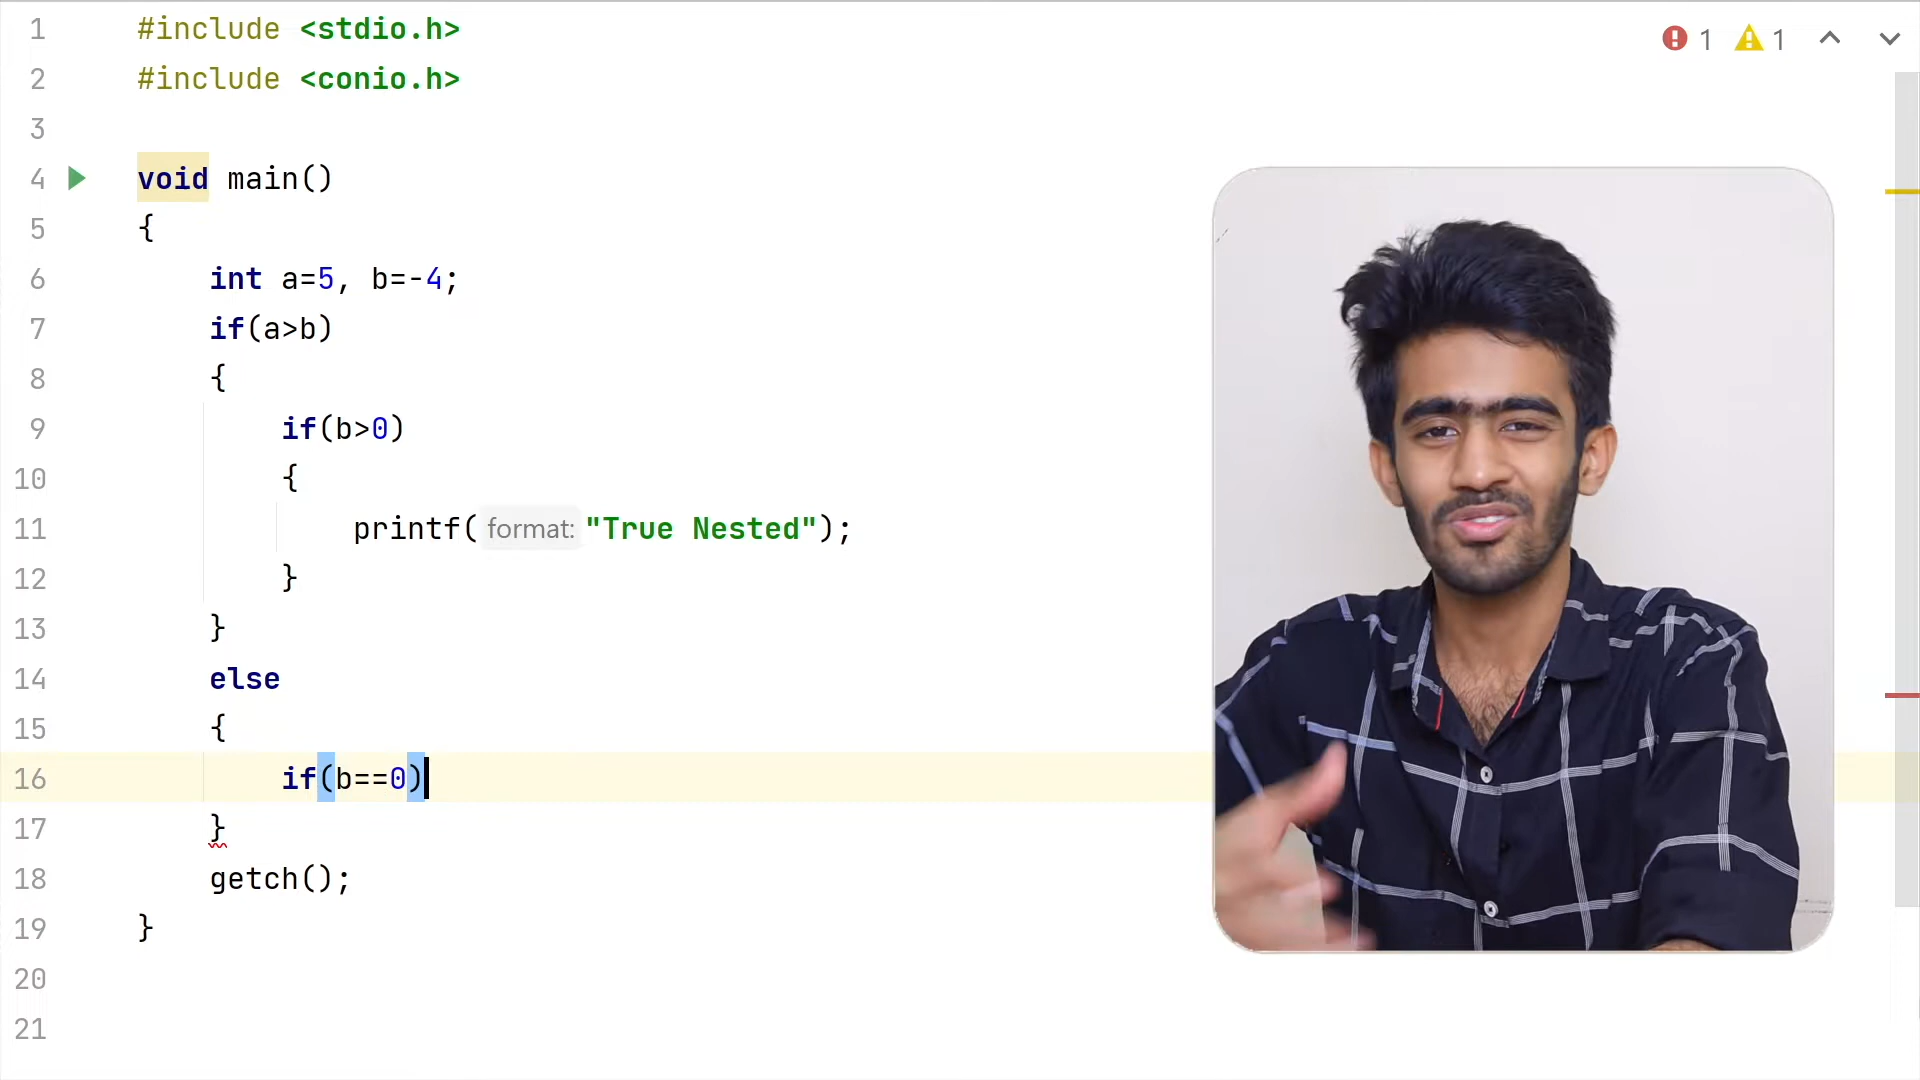 1 #include <stdio.h>
2 #include <conio.h>
3
4 void main()
5 {
6 int a=5, b=-4;
7 if(a>b)
8 {
9 if(b>0)
10 {
11 printf( format: "True Nested");
12 }
13 }
14 else
15 {
16 if(b==0)
17 }
18 getch();
19 }
20
21
1 1